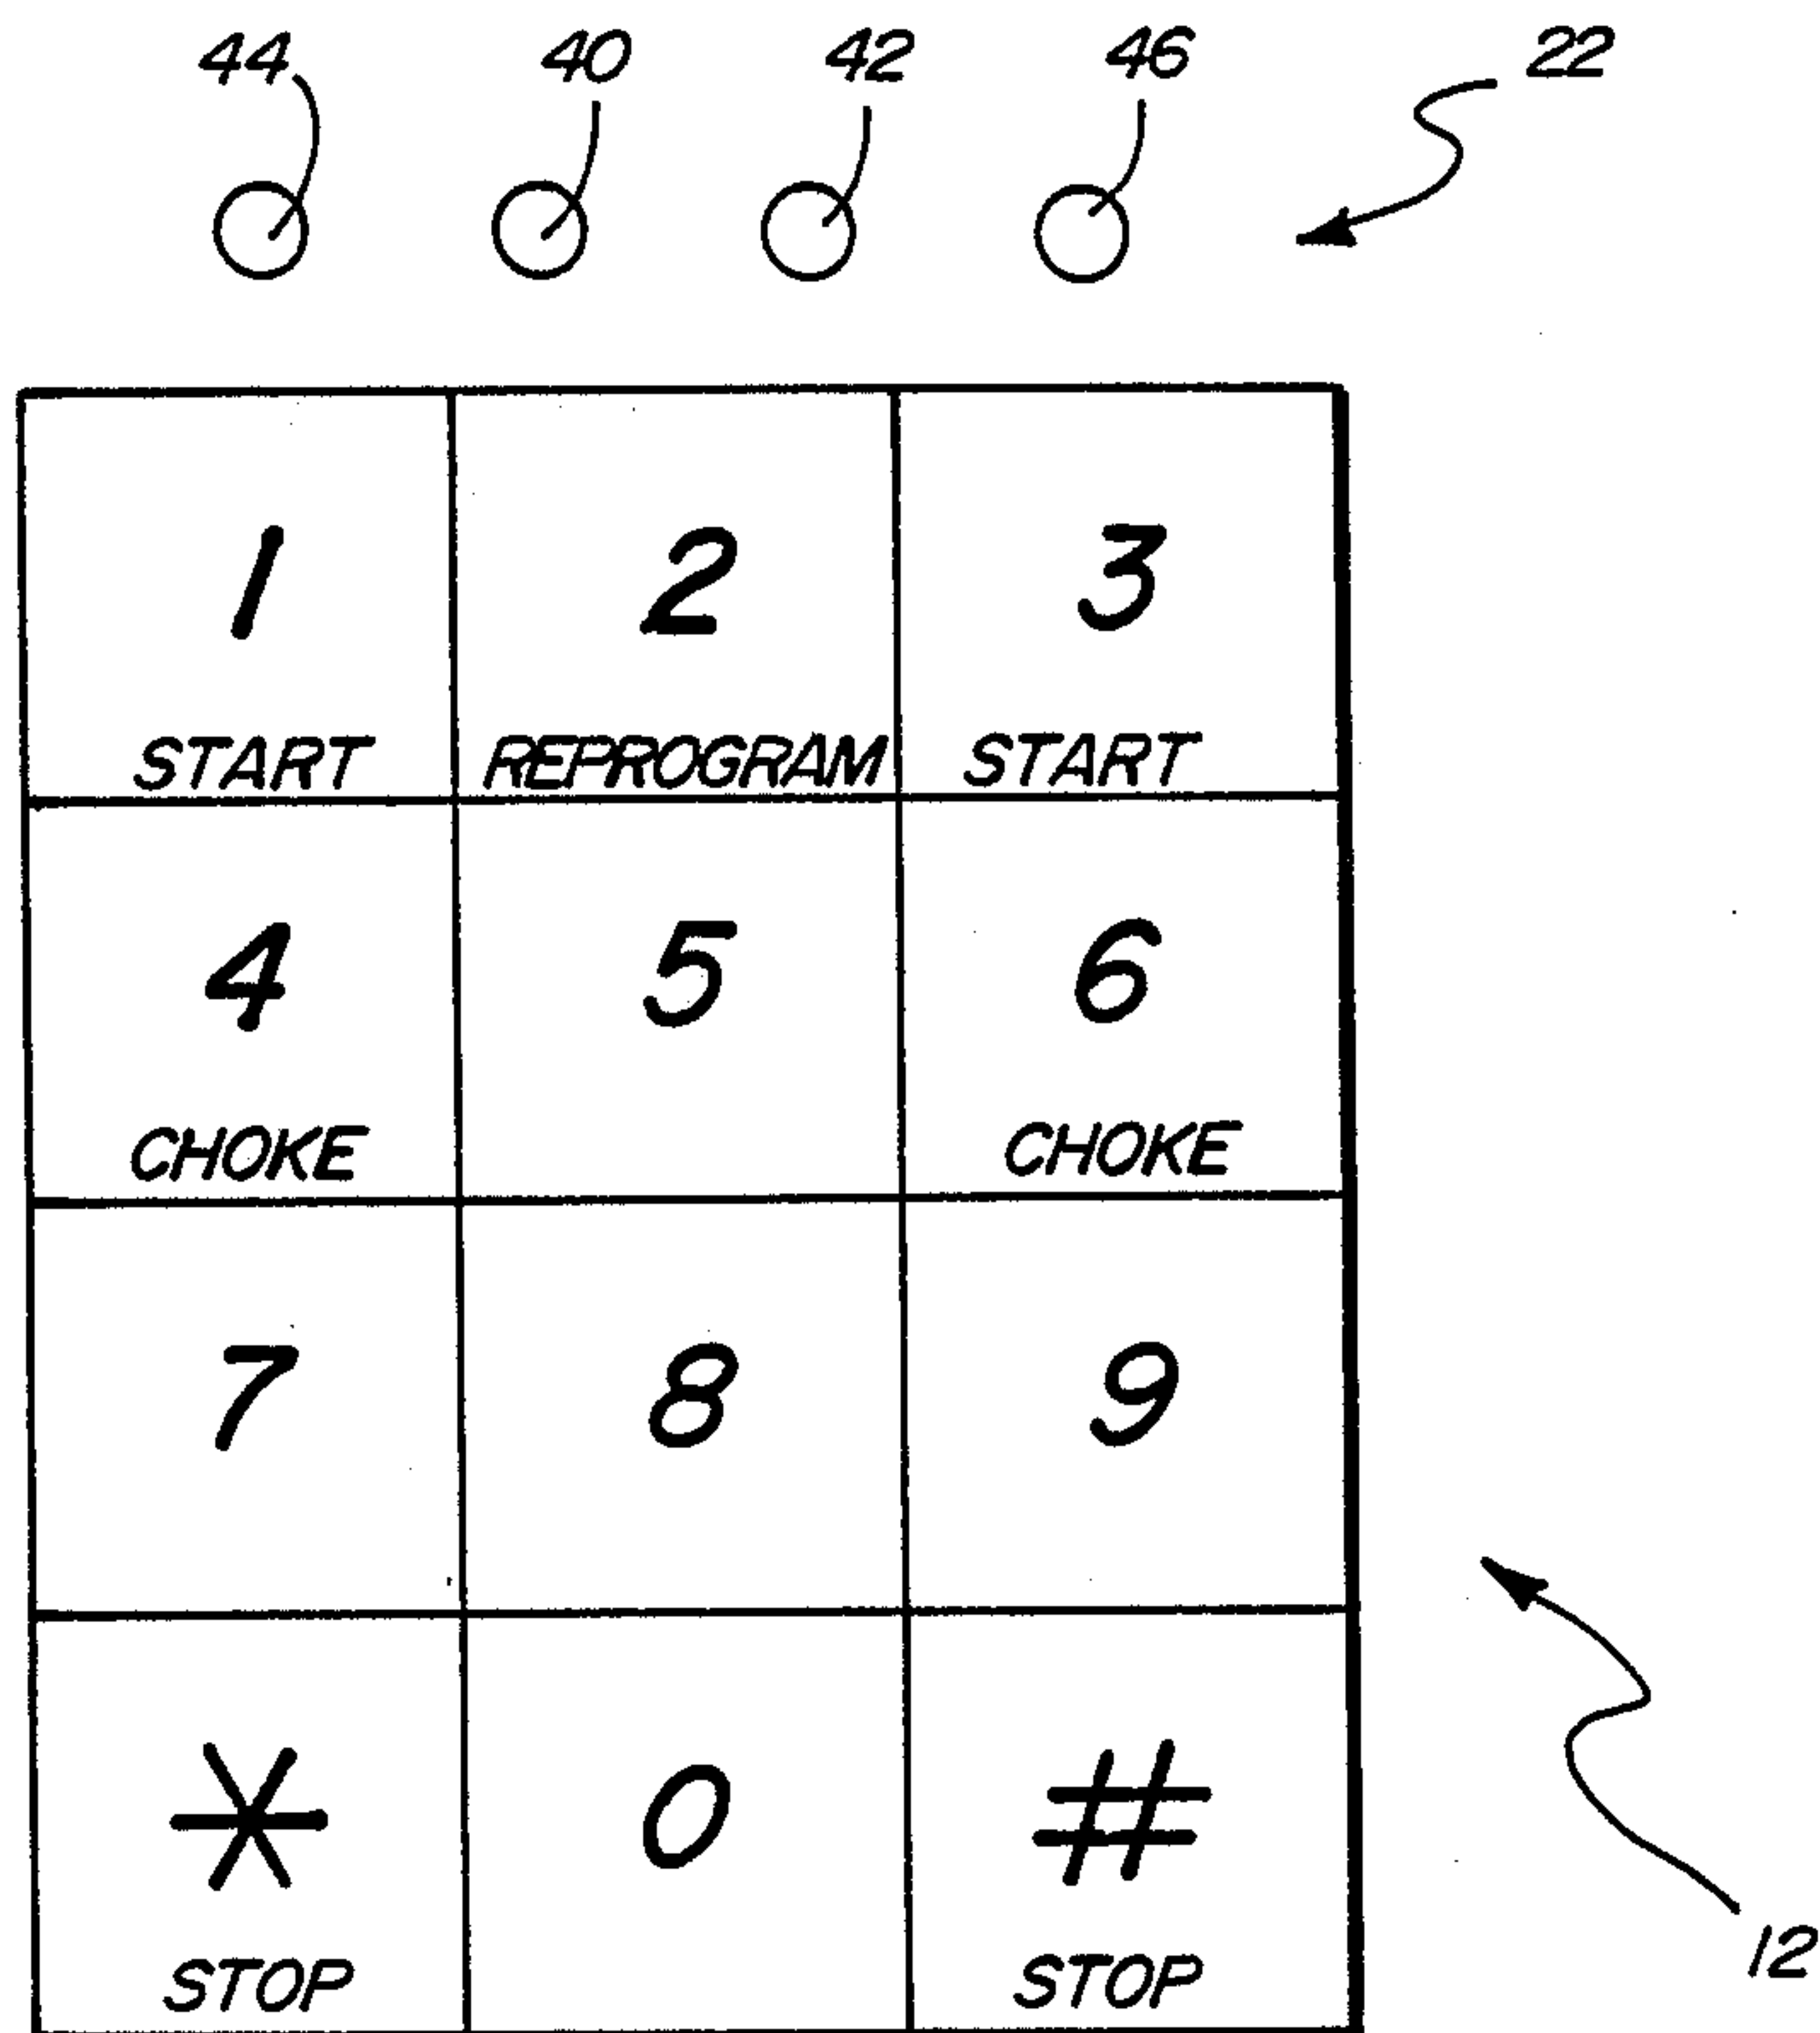 44 40 42 46 22
1 2 3
START REPROGRAM START
4 5 6
CHOKE CHOKE
7 8 9
* 0 #
STOP STOP
12